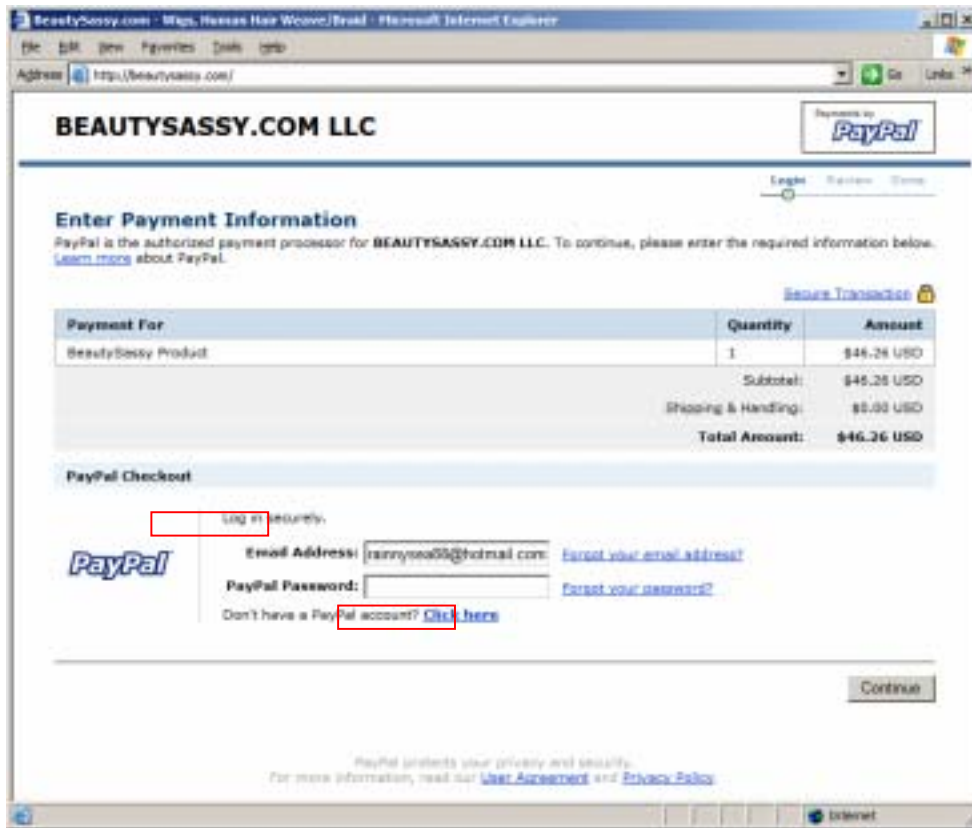 BeautySassy.com - Wigs, Human Hair Weave/Braid - Microsoft Internet Explorer
File Edit View Favorites Tools Help
Address http://beautysassy.com/ Go Links
BEAUTYSASSY.COM LLC
Payments by
PayPal
Login Review Done
Enter Payment Information
PayPal is the authorized payment processor for BEAUTYSASSY.COM LLC. To continue, please enter the required information below.
Learn more about PayPal.
Secure Transaction
Payment For Quantity Amount
BeautySassy Product 1 $46.26 USD
Subtotal: $46.26 USD
Shipping & Handling: $0.00 USD
Total Amount: $46.26 USD
PayPal Checkout
Log in securely.
PayPal
Email Address: rainnysea88@hotmail.com Forgot your email address?
PayPal Password: Forgot your password?
Don't have a PayPal account? Click here
Continue
PayPal protects your privacy and security.
For more information, read our User Agreement and Privacy Policy.
Internet